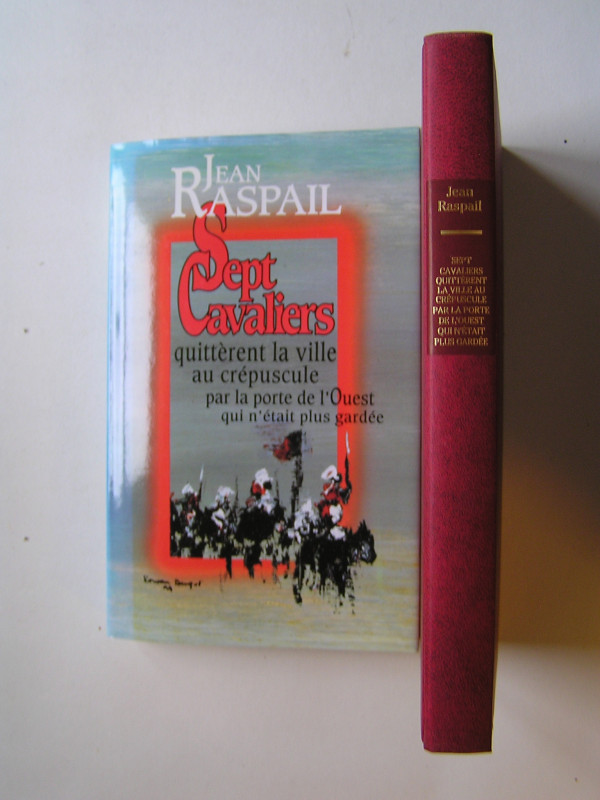 JEAN
RASPAIL
Sept
Cavaliers
quittèrent la ville
au crépuscule
par la porte de l'Ouest
qui n'était plus gardée
Jean
Raspail
SEPT
CAVALIERS
QUITTÈRENT
LA VILLE AU
CRÉPUSCULE
PAR LA PORTE
DE L'OUEST
QUI N'ÉTAIT
PLUS GARDÉE